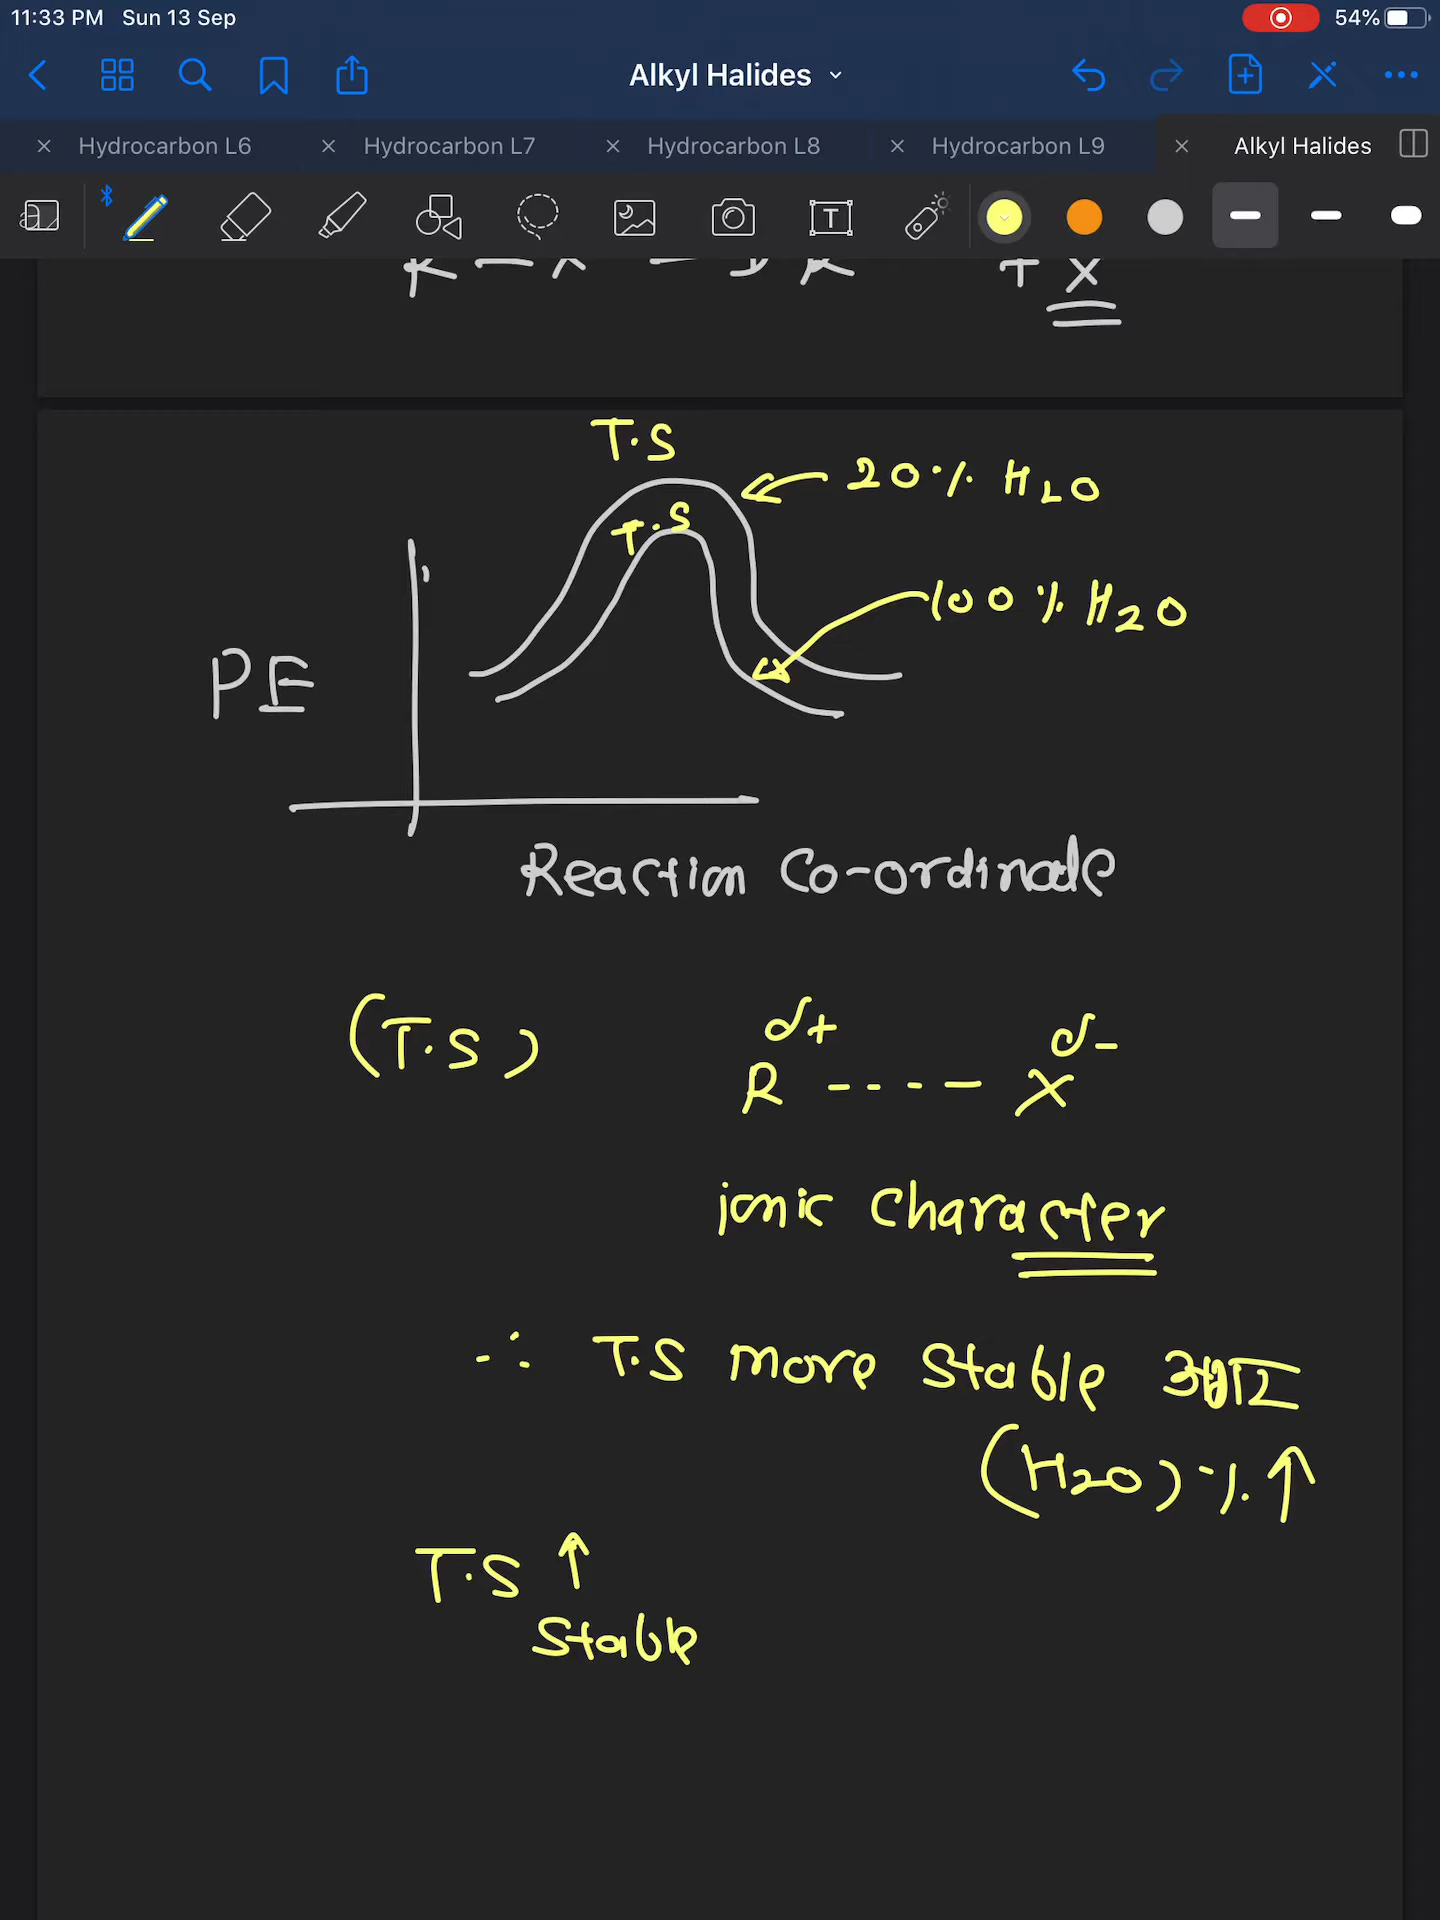 11:33 PM Sun 13 Sep 54%
Alkyl Halides
Hydrocarbon L6 Hydrocarbon L7 Hydrocarbon L8 Hydrocarbon L9 Alkyl Halides
R - X R + X
T.S
20% H2O
T.S
100% H2O
PE
Reaction Co-ordinate
(T.S) δ+ δ-
R ---- X
ionic character
∴ T.S more stable
(H2O) % ↑
T.S ↑
Stable